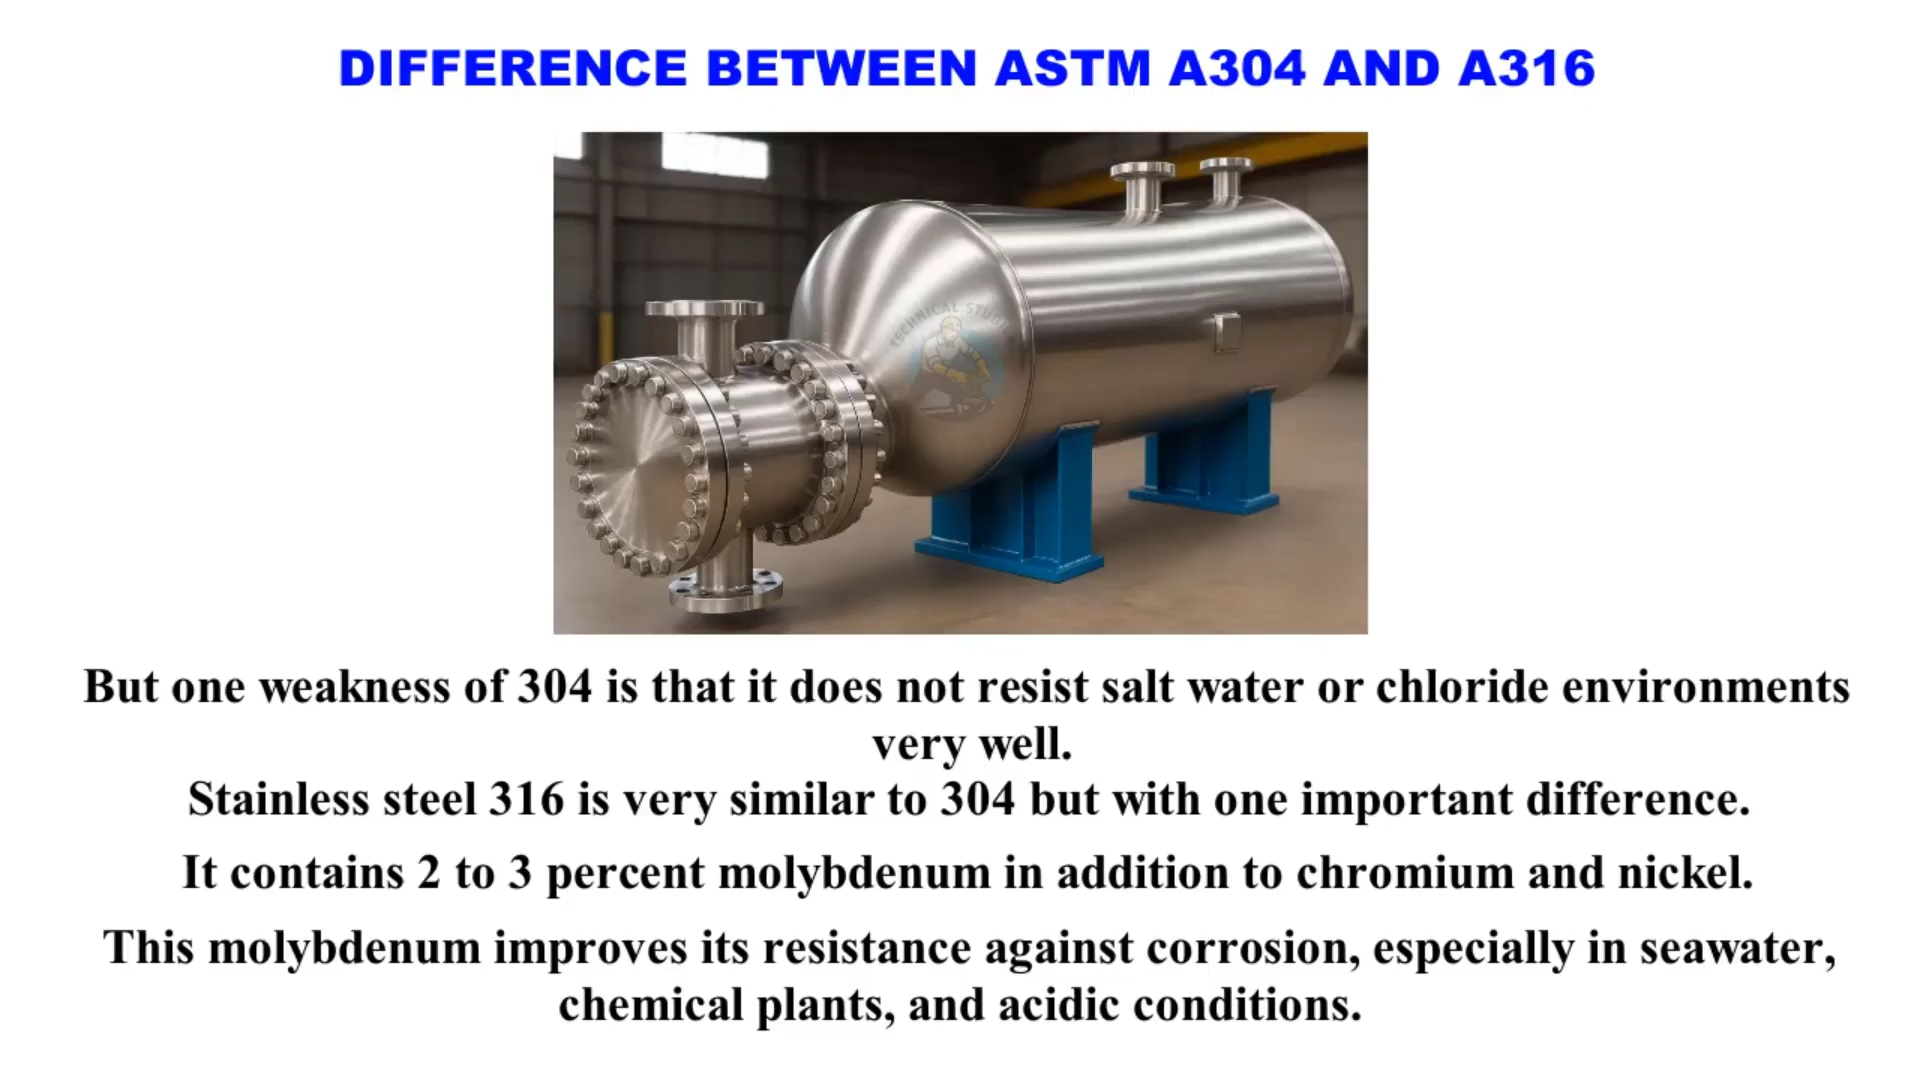 DIFFERENCE BETWEEN ASTM A304 AND A316
TECHNICAL
But one weakness of 304 is that it does not resist salt water or chloride environments
very well.
Stainless steel 316 is very similar to 304 but with one important difference.
It contains 2 to 3 percent molybdenum in addition to chromium and nickel.
This molybdenum improves its resistance against corrosion, especially in seawater,
chemical plants, and acidic conditions.